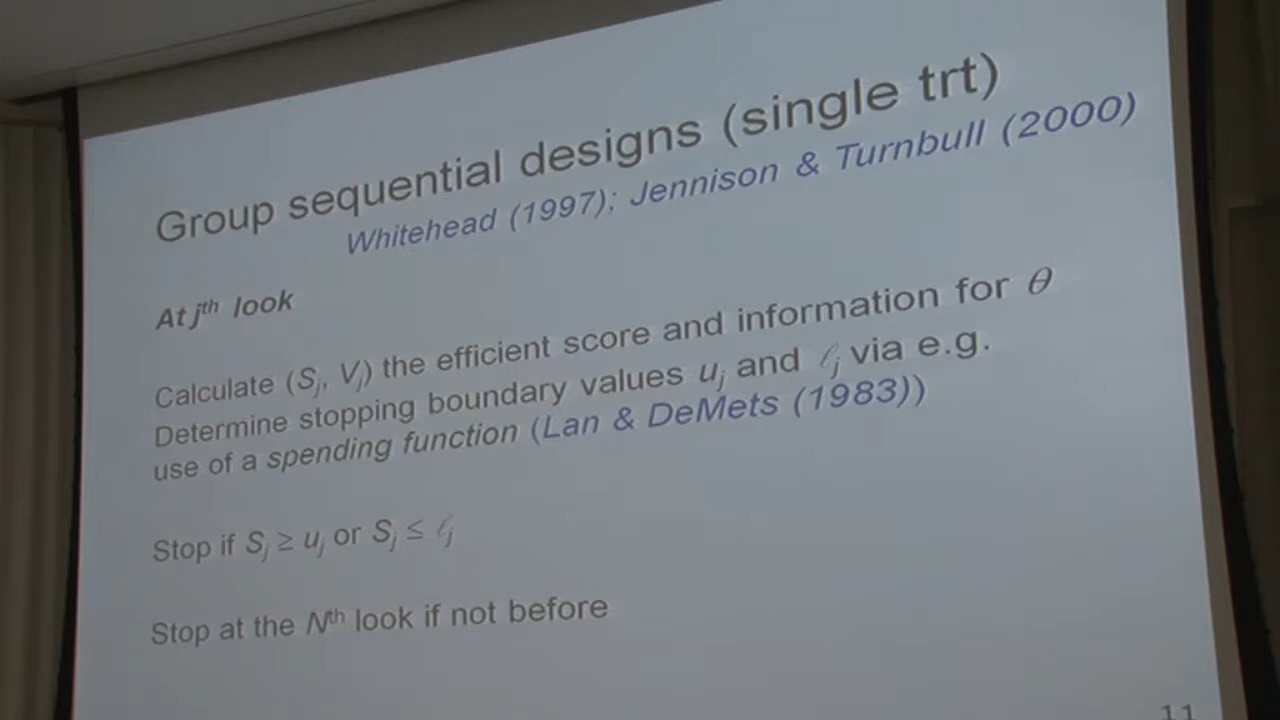 Group sequential designs (single trt)
Whitehead (1997); Jennison & Turnbull (2000)
At jth look
Calculate (Sj, Vj) the efficient score and information for θ
Determine stopping boundary values uj and ℓj via e.g.
use of a spending function (Lan & DeMets (1983))
Stop if Sj ≥ uj or Sj ≤ ℓj
Stop at the Nth look if not before
11